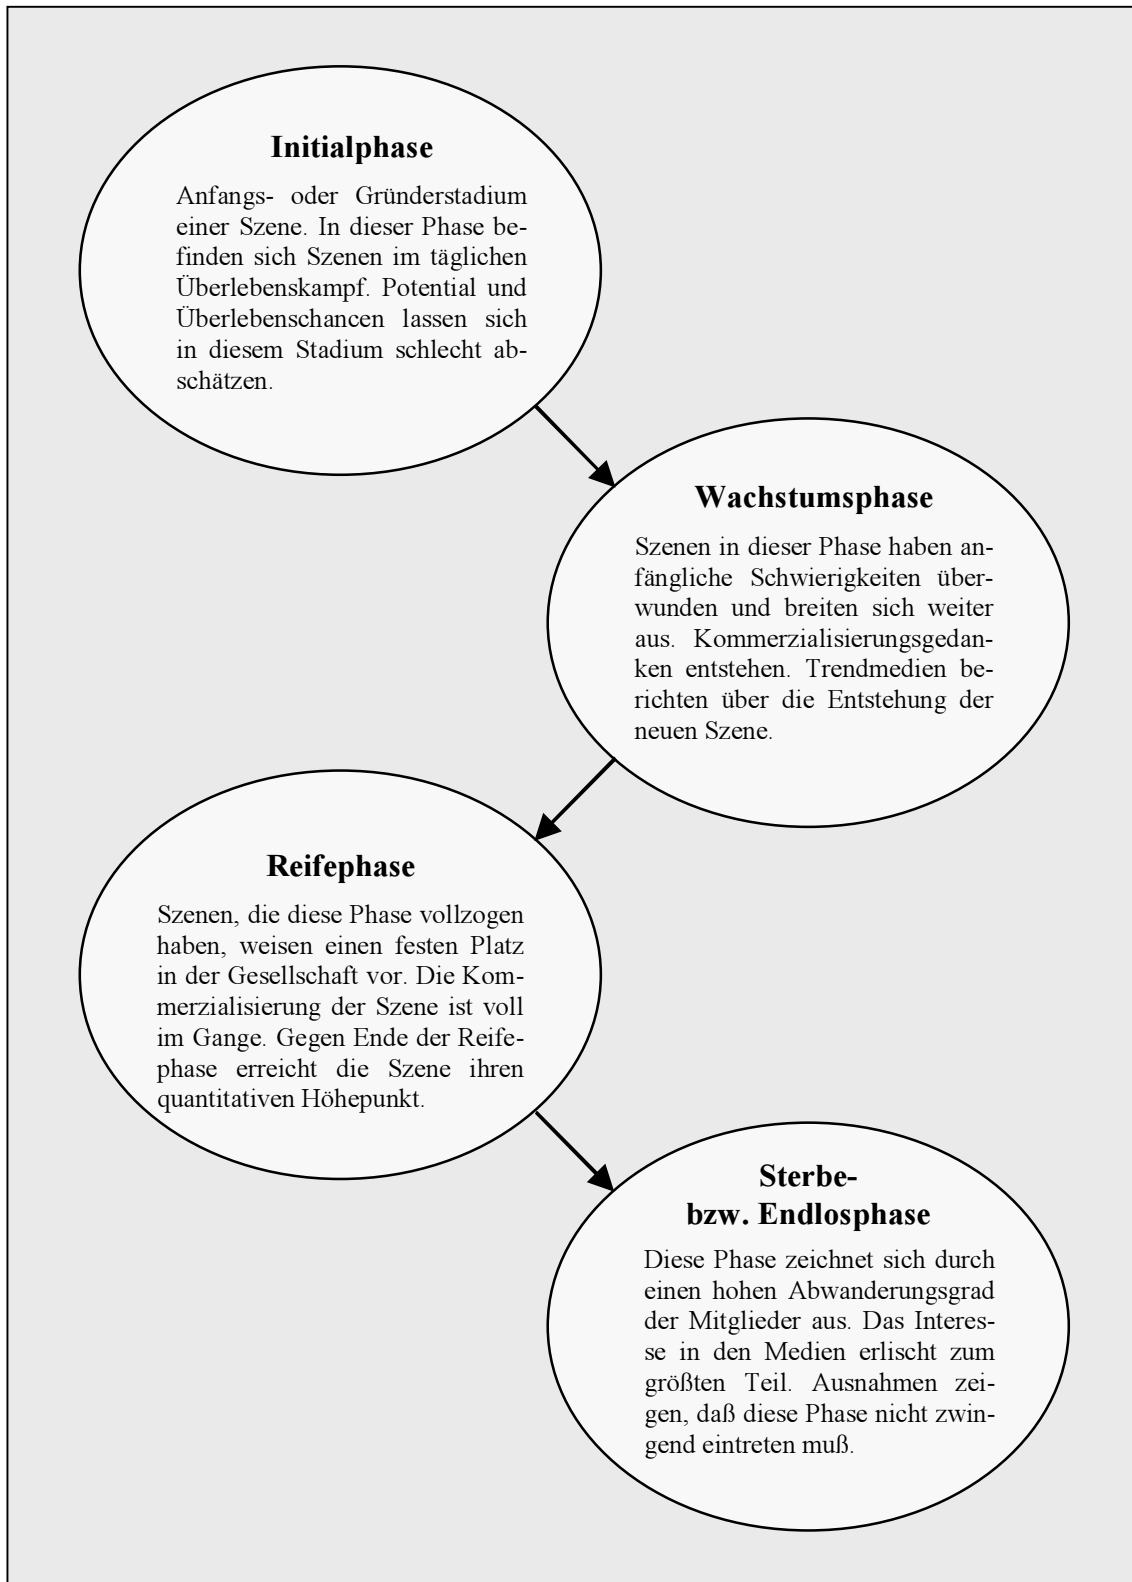 Initialphase
Anfangs- oder Gründerstadium
einer Szene. In dieser Phase be-
finden sich Szenen im täglichen
Überlebenskampf. Potential und
Überlebenschancen lassen sich
in diesem Stadium schlecht ab-
schätzen.
Wachstumsphase
Szenen in dieser Phase haben an-
fängliche Schwierigkeiten über-
wunden und breiten sich weiter
aus. Kommerzialisierungsgedan-
ken entstehen. Trendmedien be-
richten über die Entstehung der
neuen Szene.
Reifephase
Szenen, die diese Phase vollzogen
haben, weisen einen festen Platz
in der Gesellschaft vor. Die Kom-
merzialisierung der Szene ist voll
im Gange. Gegen Ende der Reife-
phase erreicht die Szene ihren
quantitativen Höhepunkt.
Sterbe-
bzw. Endlosphase
Diese Phase zeichnet sich durch
einen hohen Abwanderungsgrad
der Mitglieder aus. Das Interes-
se in den Medien erlischt zum
größten Teil. Ausnahmen zei-
gen, daß diese Phase nicht zwin-
gend eintreten muß.